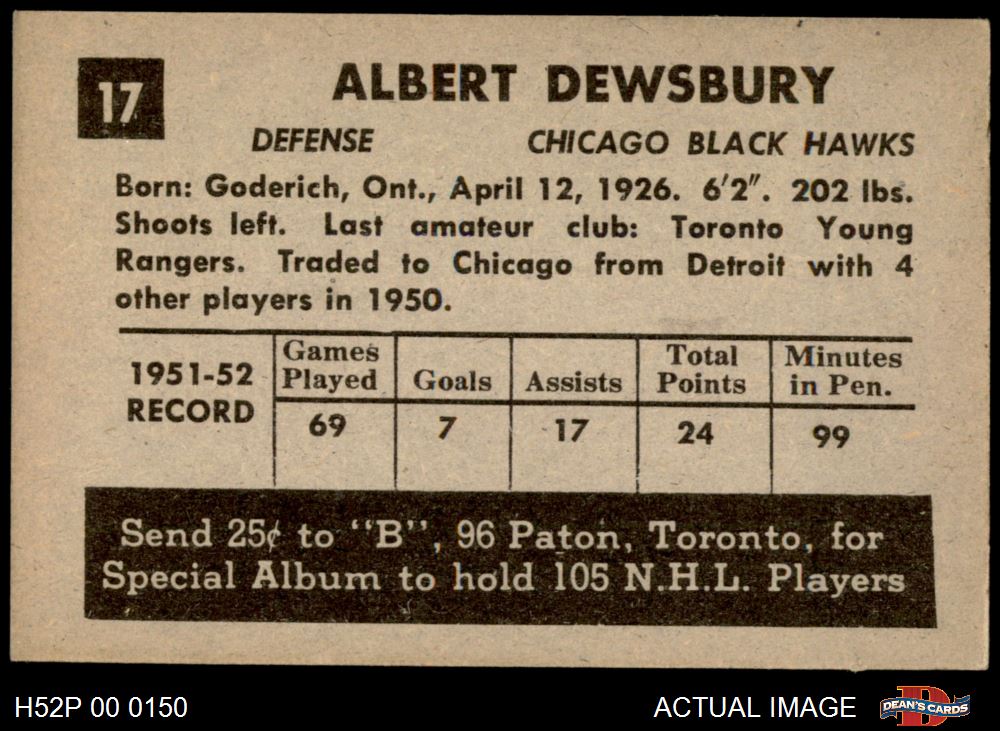 17
ALBERT DEWSBURY
DEFENSE CHICAGO BLACK HAWKS
Born: Goderich, Ont., April 12, 1926. 6'2". 202 lbs.
Shoots left. Last amateur club: Toronto Young
Rangers. Traded to Chicago from Detroit with 4
other players in 1950.
1951-52 RECORD
Games Played Goals Assists Total Points Minutes in Pen.
69 7 17 24 99
Send 25¢ to "B", 96 Paton, Toronto, for
Special Album to hold 105 N.H.L. Players
H52P 00 0150 ACTUAL IMAGE DEAN'S CARDS